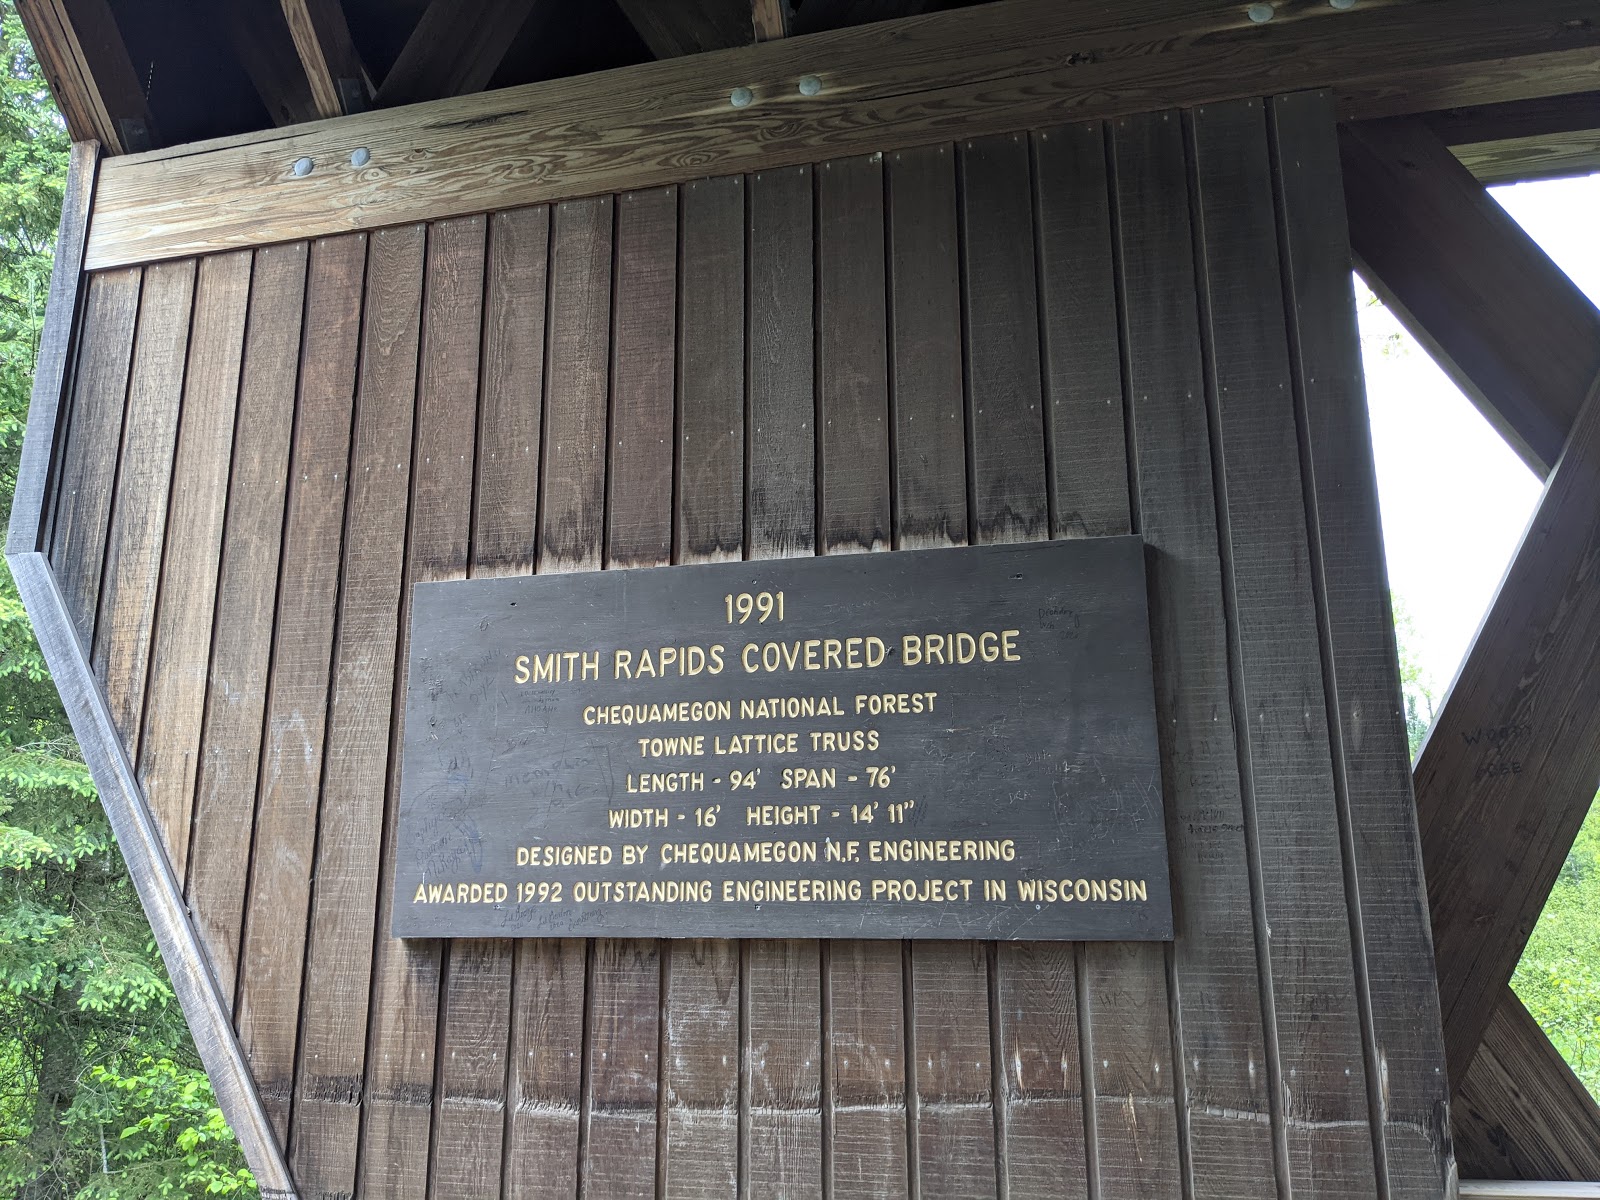 1991
SMITH RAPIDS COVERED BRIDGE
CHEQUAMEGON NATIONAL FOREST
TOWNE LATTICE TRUSS
LENGTH - 94' SPAN - 76'
WIDTH - 16' HEIGHT - 14' 11"
DESIGNED BY CHEQUAMEGON N.F. ENGINEERING
AWARDED 1992 OUTSTANDING ENGINEERING PROJECT IN WISCONSIN